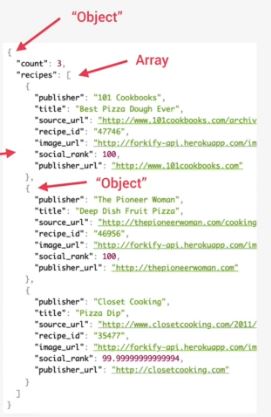 "Object"
{
"count": 3,
"recipes": [
Array
{
"publisher": "101 Cookbooks",
"title": "Best Pizza Dough Ever",
"source_url": "http://www.101cookbooks.com/archiv
"recipe_id": "47746",
"image_url": "http://forkify-api.herokuapp.com/im
"social_rank": 100,
"publisher_url": "http://www.101cookbooks.com"
},
{
"Object"
"publisher": "The Pioneer Woman",
"title": "Deep Dish Fruit Pizza",
"source_url": "http://thepioneerwoman.com/cooking
"recipe_id": "46956",
"image_url": "http://forkify-api.herokuapp.com/im
"social_rank": 100,
"publisher_url": "http://thepioneerwoman.com"
},
{
"publisher": "Closet Cooking",
"title": "Pizza Dip",
"source_url": "http://www.closetcooking.com/2011/
"recipe_id": "35477",
"image_url": "http://forkify-api.herokuapp.com/im
"social_rank": 99.99999999999994,
"publisher_url": "http://closetcooking.com"
}
]
}